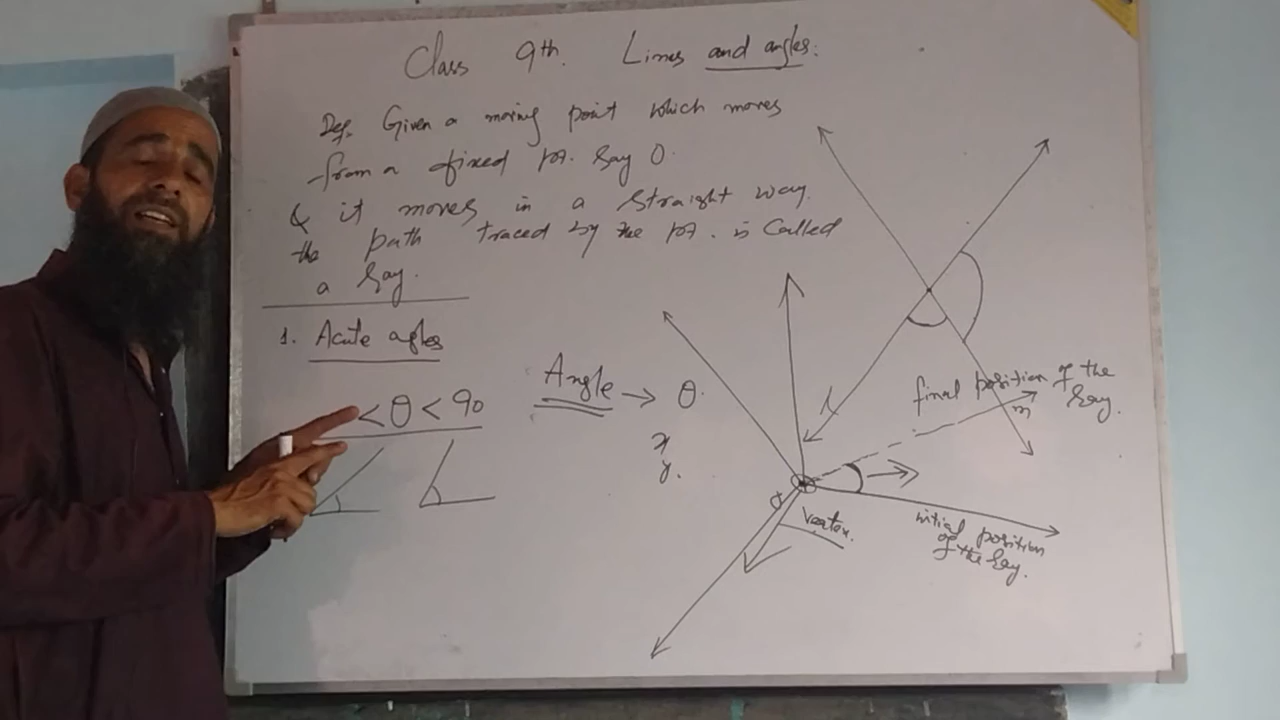 Class 9th. Lines and angles:
Def. Given a moving point which moves
from a fixed pt. say O.
& it moves in a straight way.
the path traced by the pt. is Called
a Ray.
1. Acute agles
< θ < 90
Angle → θ.
x
y.
final position of the
Ray.
m
vertex.
initial position
of the Ray.